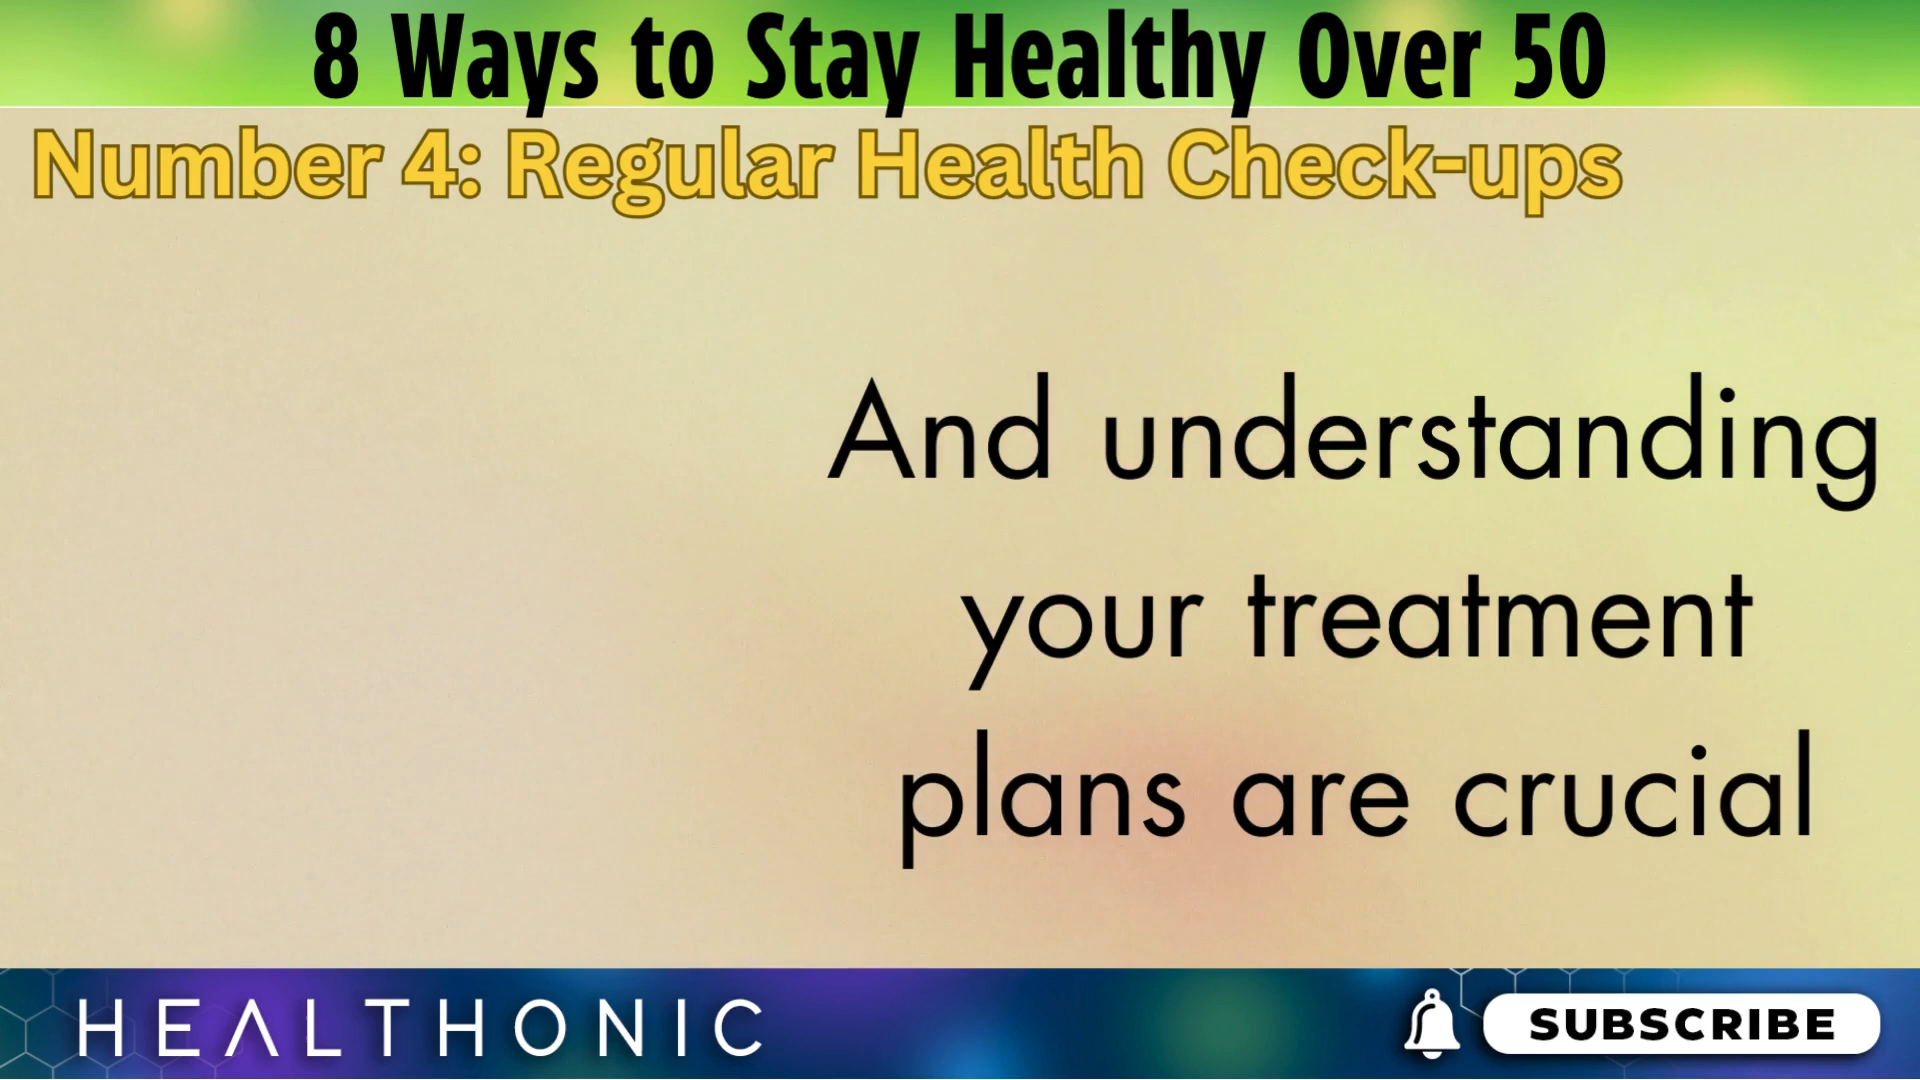 8 Ways to Stay Healthy Over 50
Number 4: Regular Health Check-ups
And understanding
your treatment
plans are crucial
HEALTHONIC
SUBSCRIBE